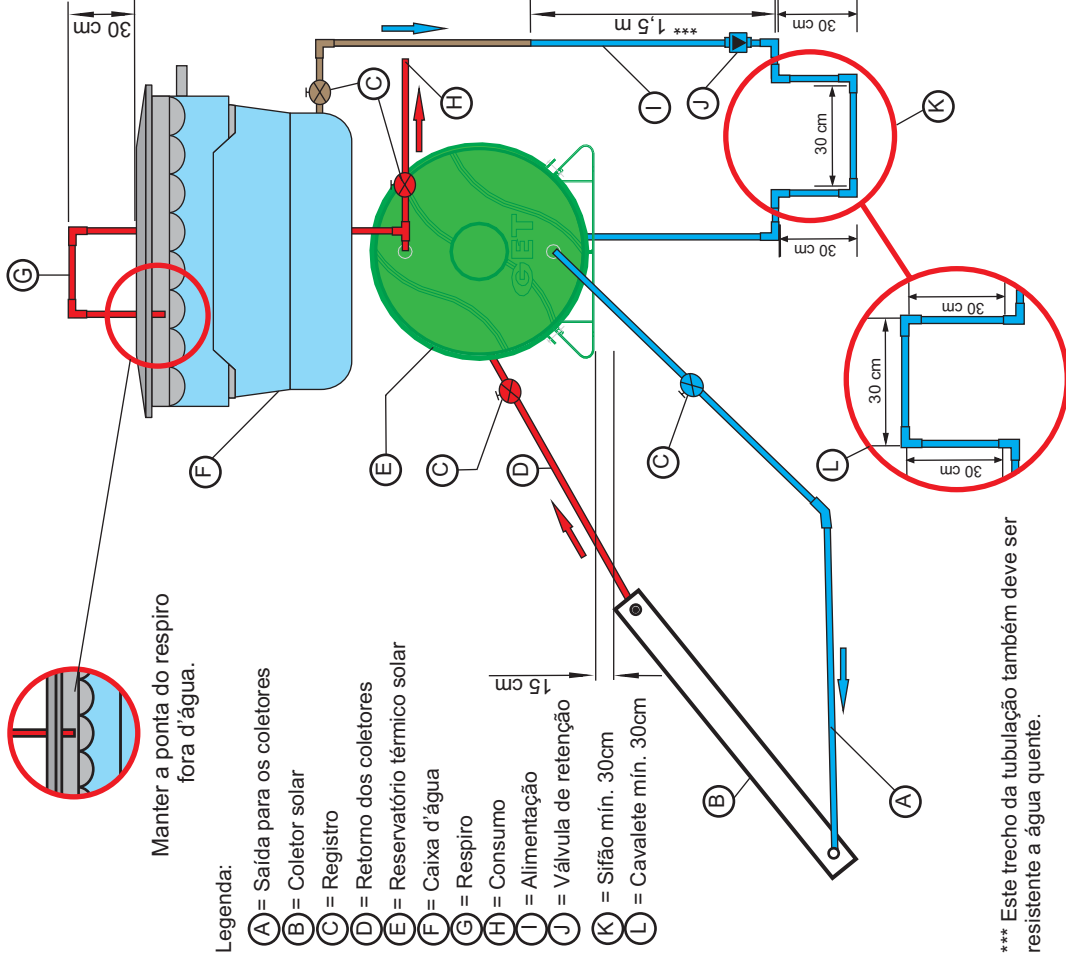 30 cm
G
Manter a ponta do respiro
fora d'água.
F
C
H
GET
1,5 m ***
I
J
30 cm
30 cm
30 cm
K
E
C
D
C
L
30 cm
30 cm
30 cm
15 cm
B
A
Legenda:
A = Saída para os coletores
B = Coletor solar
C = Registro
D = Retorno dos coletores
E = Reservatório térmico solar
F = Caixa d'água
G = Respiro
H = Consumo
I = Alimentação
J = Válvula de retenção
K = Sifão mín. 30cm
L = Cavalete mín. 30cm
*** Este trecho da tubulação também deve ser
resistente a água quente.